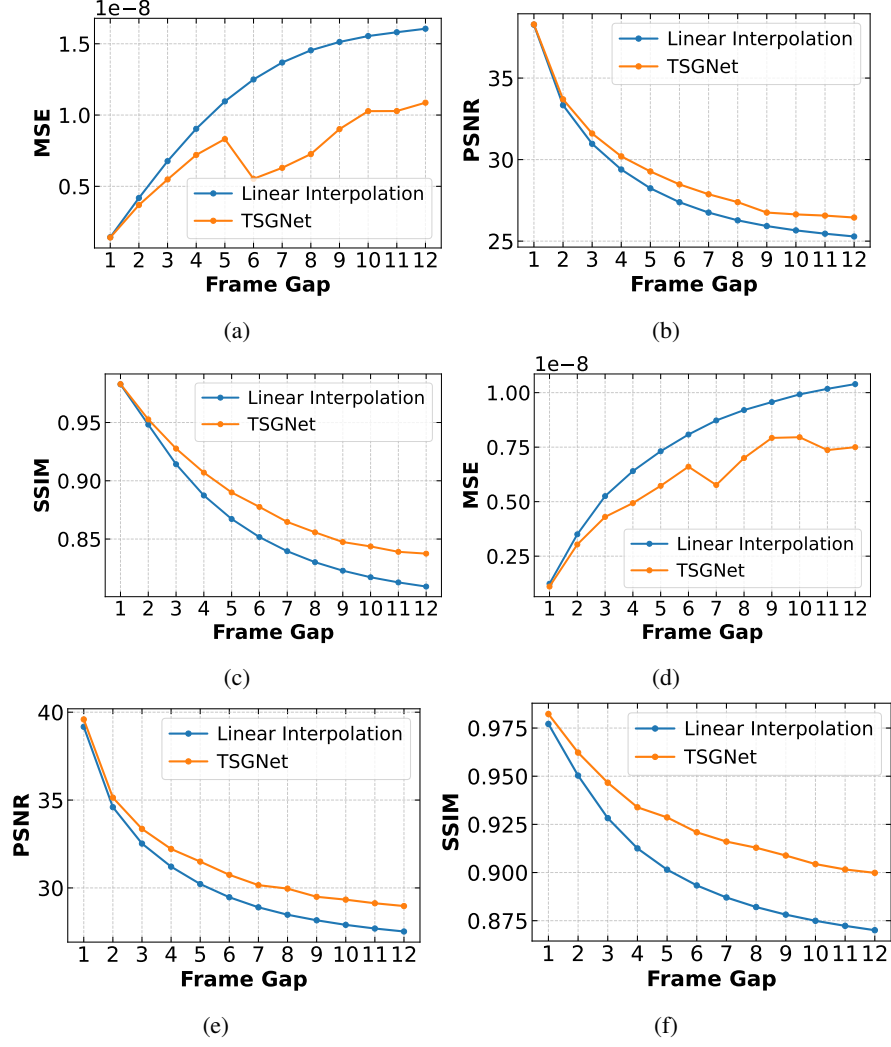 1e−8
1.5
1.0
0.5
MSE
Linear Interpolation
TSGNet
1 2 3 4 5 6 7 8 9 10 11 12
Frame Gap
(a)
35
30
25
PSNR
Linear Interpolation
TSGNet
1 2 3 4 5 6 7 8 9 10 11 12
Frame Gap
(b)
0.95
0.90
0.85
SSIM
Linear Interpolation
TSGNet
1 2 3 4 5 6 7 8 9 10 11 12
Frame Gap
(c)
1e−8
1.00
0.75
0.50
0.25
MSE
Linear Interpolation
TSGNet
1 2 3 4 5 6 7 8 9 10 11 12
Frame Gap
(d)
40
35
30
PSNR
Linear Interpolation
TSGNet
1 2 3 4 5 6 7 8 9 10 11 12
Frame Gap
(e)
0.975
0.950
0.925
0.900
0.875
SSIM
Linear Interpolation
TSGNet
1 2 3 4 5 6 7 8 9 10 11 12
Frame Gap
(f)